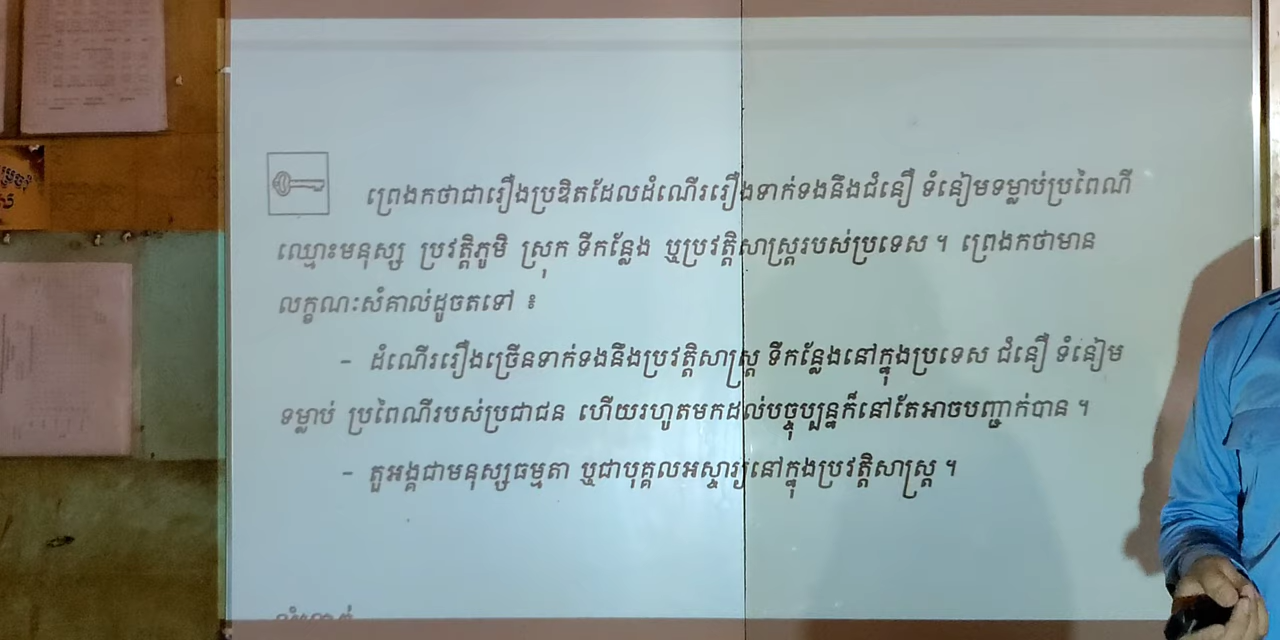 ព្រេងកថាជារឿងប្រឌិតដែលដំណើររឿងទាក់ទងនឹងជំនឿ ទំនៀមទម្លាប់ប្រពៃណី
ឈ្មោះមនុស្ស ប្រវត្តិភូមិ ស្រុក ទីកន្លែង ឬប្រវត្តិសាស្ត្ររបស់ប្រទេស ។ ព្រេងកថាមាន
លក្ខណៈសំគាល់ដូចតទៅ ៖
- ដំណើររឿងច្រើនទាក់ទងនឹងប្រវត្តិសាស្ត្រ ទីកន្លែងនៅក្នុងប្រទេស ជំនឿ ទំនៀម
ទម្លាប់ ប្រពៃណីរបស់ប្រជាជន ហើយរហូតមកដល់បច្ចុប្បន្នក៏នៅតែអាចបញ្ជាក់បាន ។
- តួអង្គជាមនុស្សធម្មតា ឬជាបុគ្គលអស្ចារ្យនៅក្នុងប្រវត្តិសាស្ត្រ ។